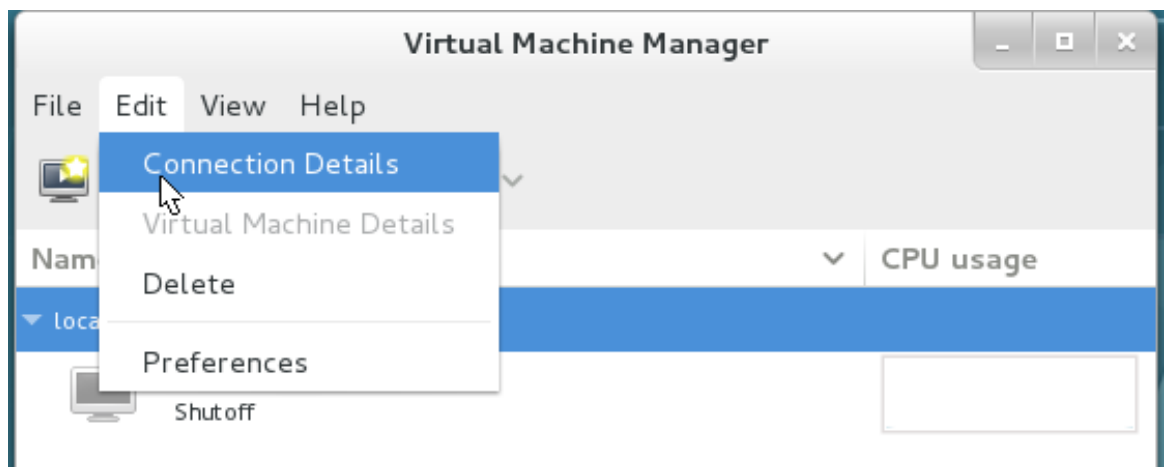 Virtual Machine Manager
File Edit View Help
Connection Details
Virtual Machine Details
Delete
Preferences
CPU usage
Shutoff